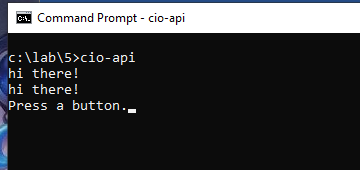 Command Prompt - cio-api
c:\lab\5>cio-api
hi there!
hi there!
Press a button.